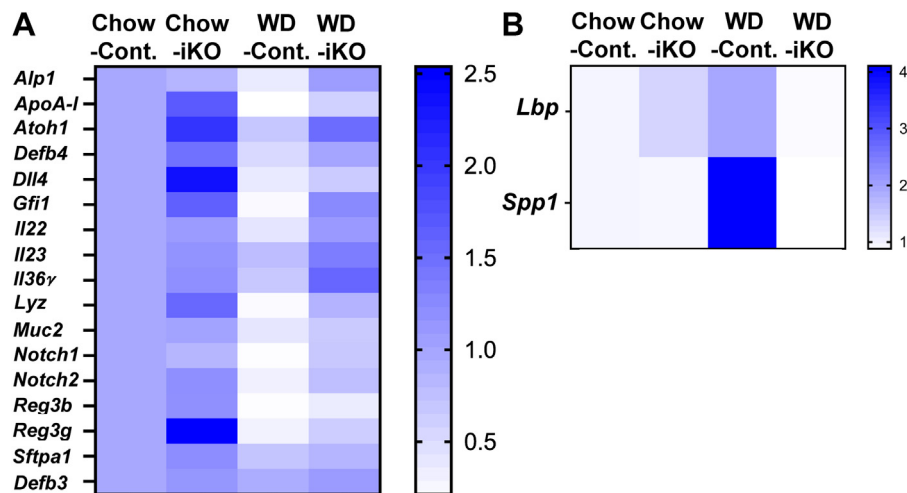 A
Chow Chow WD WD
-Cont. -iKO -Cont. -iKO
Alp1
ApoA-I
Atoh1
Defb4
Dll4
Gfi1
Il22
Il23
Il36γ
Lyz
Muc2
Notch1
Notch2
Reg3b
Reg3g
Sftpa1
Defb3
2.5
2.0
1.5
1.0
0.5
B
Chow Chow WD WD
-Cont. -iKO -Cont. -iKO
Lbp
Spp1
4
3
2
1